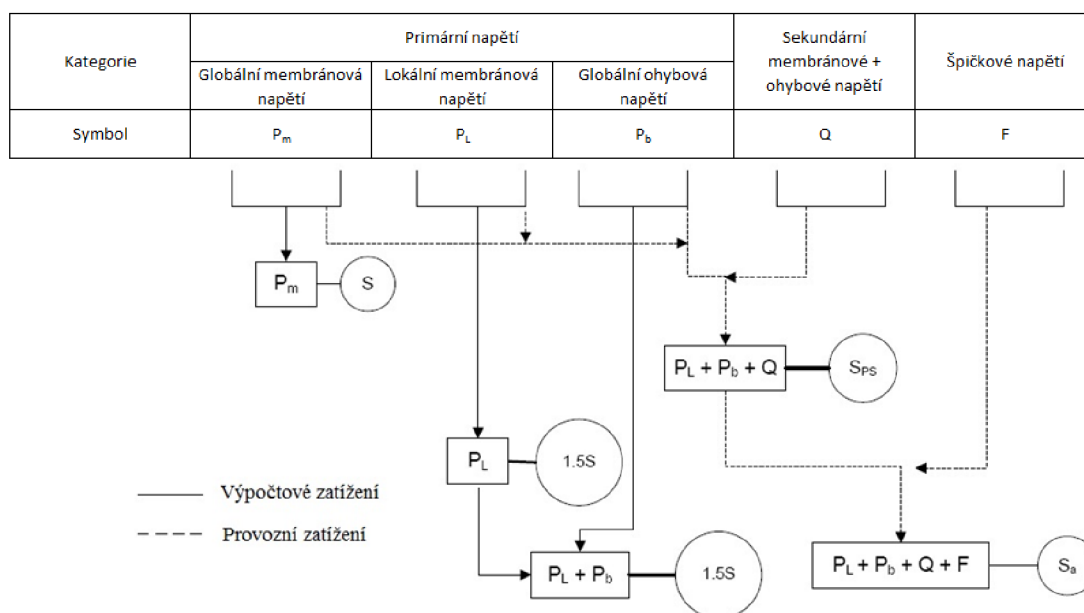 Kategorie
Primární napětí
Sekundární
membránové +
ohybové napětí
Špičkové napětí
Globální membránová
napětí
Lokální membránová
napětí
Globální ohybová
napětí
Symbol
Pm
PL
Pb
Q
F
Pm
S
PL + Pb + Q
SPS
PL
1.5S
Výpočtové zatížení
Provozní zatížení
PL + Pb
1.5S
PL + Pb + Q + F
Sa